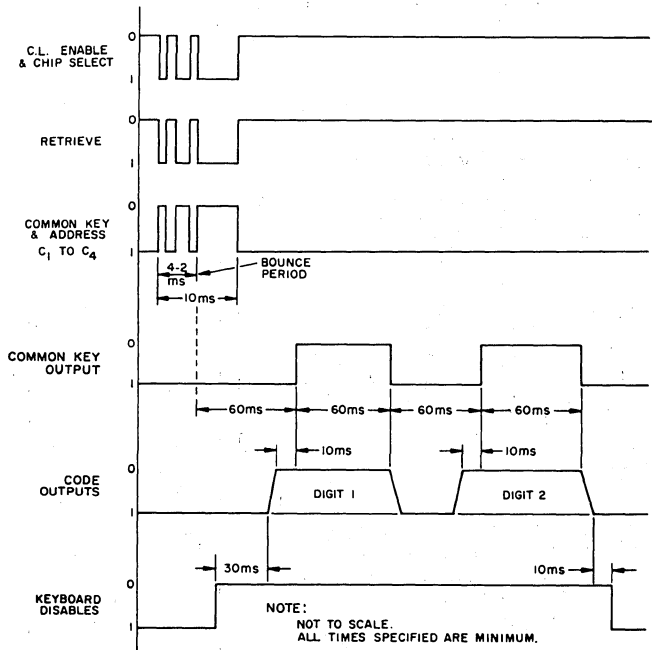 0
C.L. ENABLE
& CHIP SELECT
1
0
RETRIEVE
1
0
COMMON KEY
& ADDRESS
C1 TO C4
1
4-2
ms
BOUNCE
PERIOD
10ms
0
COMMON KEY
OUTPUT
1
60ms 60ms 60ms 60ms
10ms 10ms
0
CODE
OUTPUTS
DIGIT 1 DIGIT 2
1
30ms 10ms
0
KEYBOARD
DISABLES
1
NOTE:
NOT TO SCALE.
ALL TIMES SPECIFIED ARE MINIMUM.